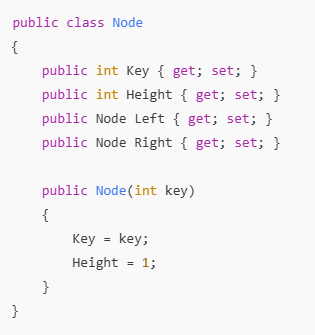 public class Node
{
    public int Key { get; set; }
    public int Height { get; set; }
    public Node Left { get; set; }
    public Node Right { get; set; }

    public Node(int key)
    {
        Key = key;
        Height = 1;
    }
}